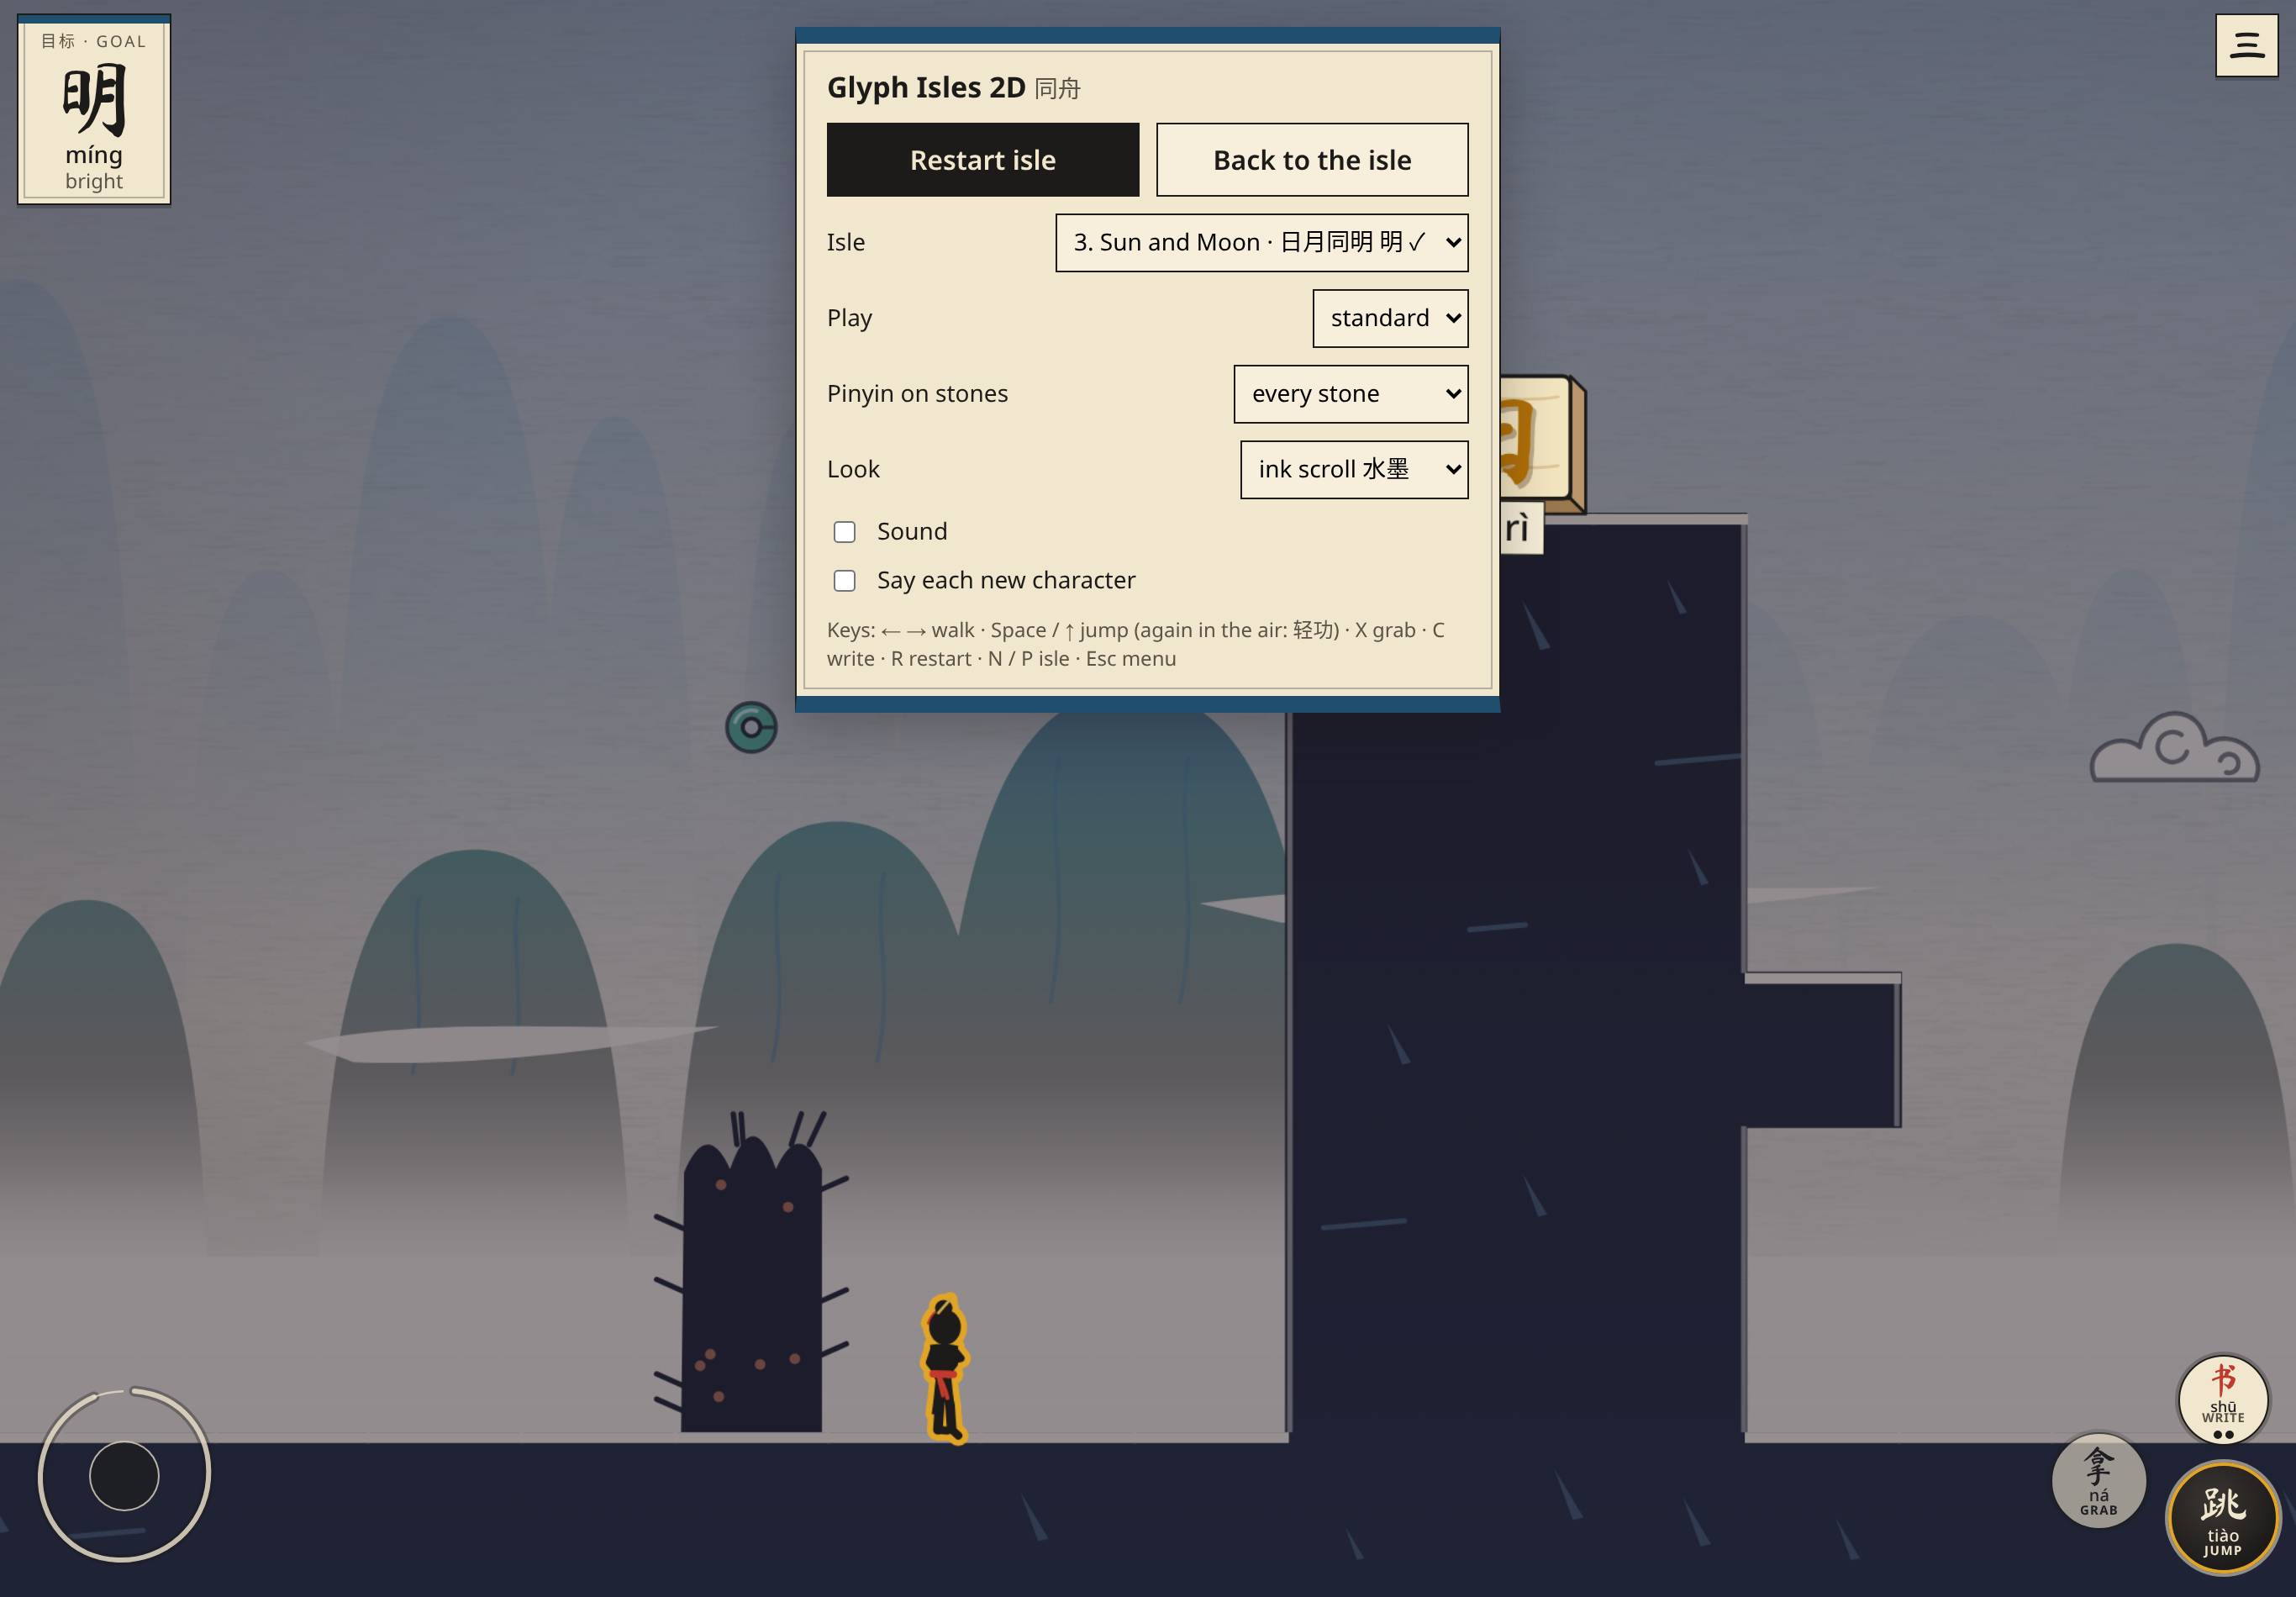 目标 · GOAL
明
míng
bright
三
Glyph Isles 2D 同舟
Restart isle
Back to the isle
Isle
3. Sun and Moon · 日月同明 明 ✓
Play
standard
Pinyin on stones
every stone
Look
ink scroll 水墨
Sound
Say each new character
Keys: ← → walk · Space / ↑ jump (again in the air: 轻功) · X grab · C
write · R restart · N / P isle · Esc menu
rì
书
shū
WRITE
拿
ná
GRAB
跳
tiào
JUMP